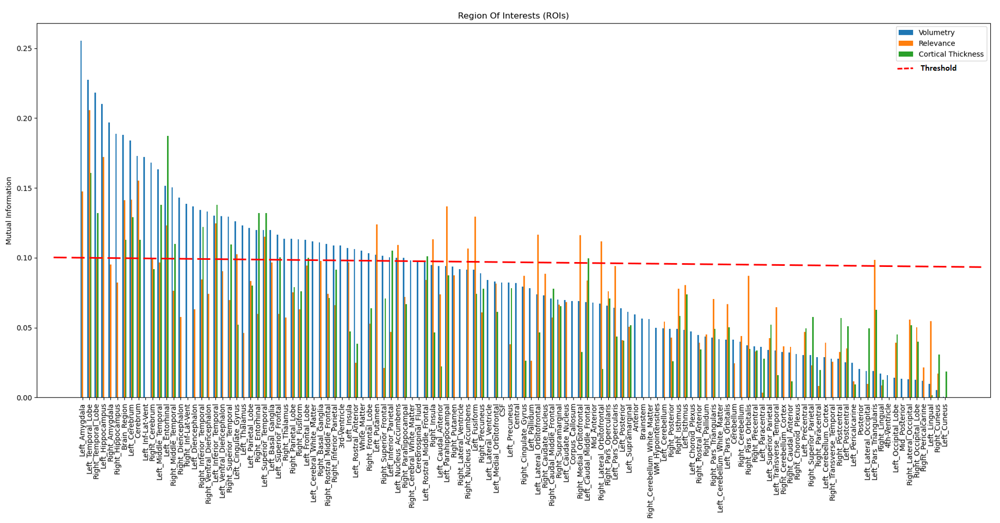 Region Of Interests (ROIs)
Volumetry
Relevance
Cortical Thickness
Threshold
Mutual Information
0.25
0.20
0.15
0.10
0.05
0.00
Left_Amygdala
Left_Temporal_Lobe
Right_Temporal_Lobe
Left_Hippocampus
Right_Amygdala
Right_Hippocampus
Brain_Region
Left_Cerebrum
Cerebrum
Left_Inf-Lat-Vent
Right_Cerebrum
Left_Middle_Temporal
Left_Entorhinal
Right_Middle_Temporal
Right_Diencephalon
Right_Inf-Lat-Vent
Left_Diencephalon
Right_Inferior_Temporal
Right_Ventral_Diencephalon
Left_Inferior_Temporal
Left_Ventral_Diencephalon
Right_Superior_Temporal
Left_Cingulate_Gyrus
Left_Thalamus
Left_Parietal_Lobe
Right_Entorhinal
Left_Superior_Temporal
Left_Basal_Ganglia
Left_Superior_Frontal
Right_Thalamus
Right_Parietal_Lobe
Right_Fusiform
Left_Frontal_Lobe
Left_Cerebral_White_Matter
Right_Basal_Ganglia
Right_Rostral_Middle_Frontal
Right_Inferior_Parietal
3rd-Ventricle
Left_Insula
Left_Rostral_Anterior
Whife_Matter
Right_Frontal_Lobe
Left_Putamen
Right_Superior_Frontal
Left_Inferior_Parietal
Left_Nucleus_Accumbens
Right_Parahippocampal
Right_Cerebral_White_Matter
Cerebrospinal_Fluid
Left_Rostral_Middle_Frontal
Right_Insula
Left_Caudal_Anterior
Left_Parahippocampal
Right_Putamen
Right_Lateral_Ventricle
Right_Nucleus_Accumbens
Left_Fusiform
Right_Precuneus
Left_Lateral_Ventricle
Left_Medial_Orbitofrontal
CSF
Left_Precuneus
Central
Right_Cingulate_Gyrus
Left_Pallidum
Left_Lateral_Orbitofrontal
Right_Caudate_Nucleus
Right_Caudal_Middle_Frontal
Right_Supramarginal
Left_Caudate_Nucleus
Corpus_Callosum
Right_Medial_Orbitofrontal
Left_Caudal_Middle_Frontal
Mid_Anterior
Right_Lateral_Orbitofrontal
Right_Pars_Opercularis
Left_Pars_Opercularis
Left_Posterior
Left_Supramarginal
Anterior
Brainstem
Right_Cerebellum_White_Matter
WM_Hypointensities
Left_Cerebellum
Right_Posterior
Right_Isthmus
Left_Isthmus
Left_Choroid_Plexus
Right_Rostral_Anterior
Right_Pallidum
Right_Pars_Triangularis
Left_Cerebellum_White_Matter
Left_Pars_Orbitalis
Cerebellum
Right_Cerebellum
Right_Pars_Orbitalis
Right_Precentral
Left_Paracentral
Left_Superior_Parietal
Left_Transverse_Temporal
Right_Cerebellum_Cortex
Right_Caudal_Anterior
Right_Choroid_Plexus
Left_Precentral
Right_Superior_Parietal
Right_Paracentral
Left_Cerebellum_Cortex
Right_Transverse_Temporal
Right_Postcentral
Left_Postcentral
Left_Pericalcarine
Posterior
Left_Lateral_Occipital
Left_Pars_Triangularis
Right_Lingual
4th-Ventricle
Left_Occipital_Lobe
Mid_Posterior
Right_Lateral_Occipital
Right_Occipital_Lobe
Right_Pericalcarine
Left_Lingual
Right_Cuneus
Left_Cuneus